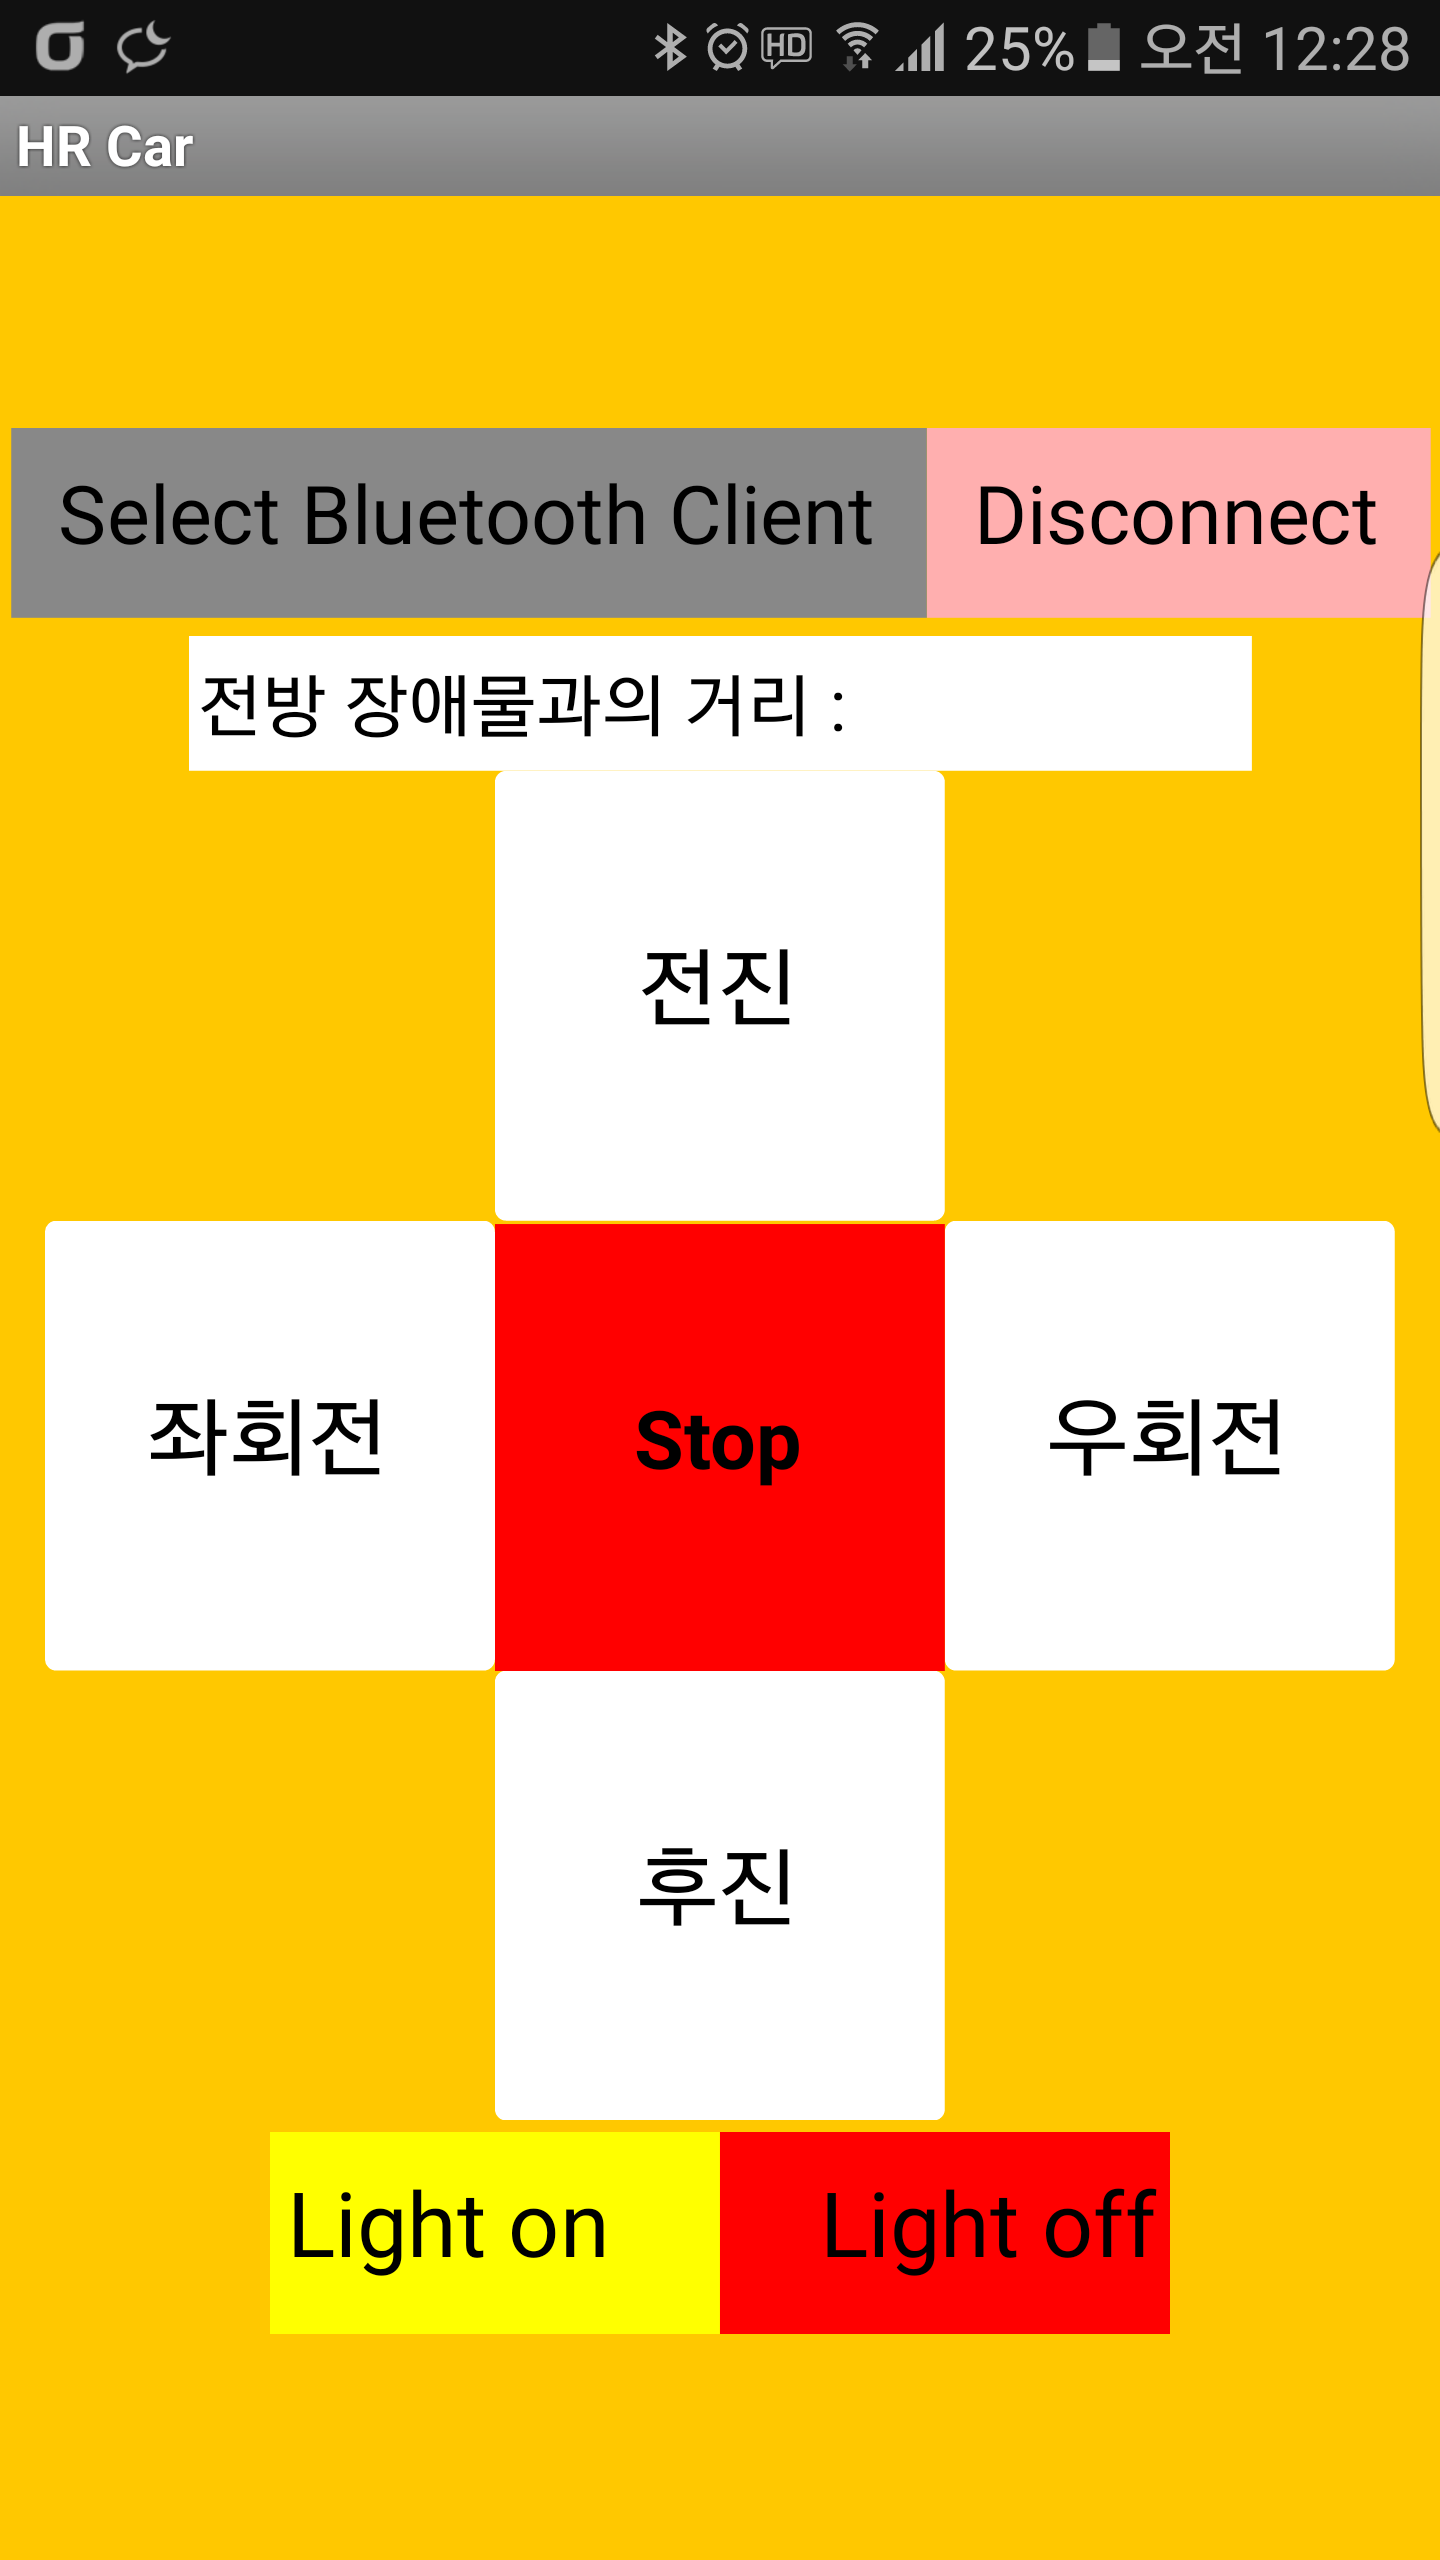 HD 25% 오전 12:28
HR Car
Select Bluetooth Client Disconnect
전방 장애물과의 거리 :
전진
좌회전 Stop 우회전
후진
Light on Light off